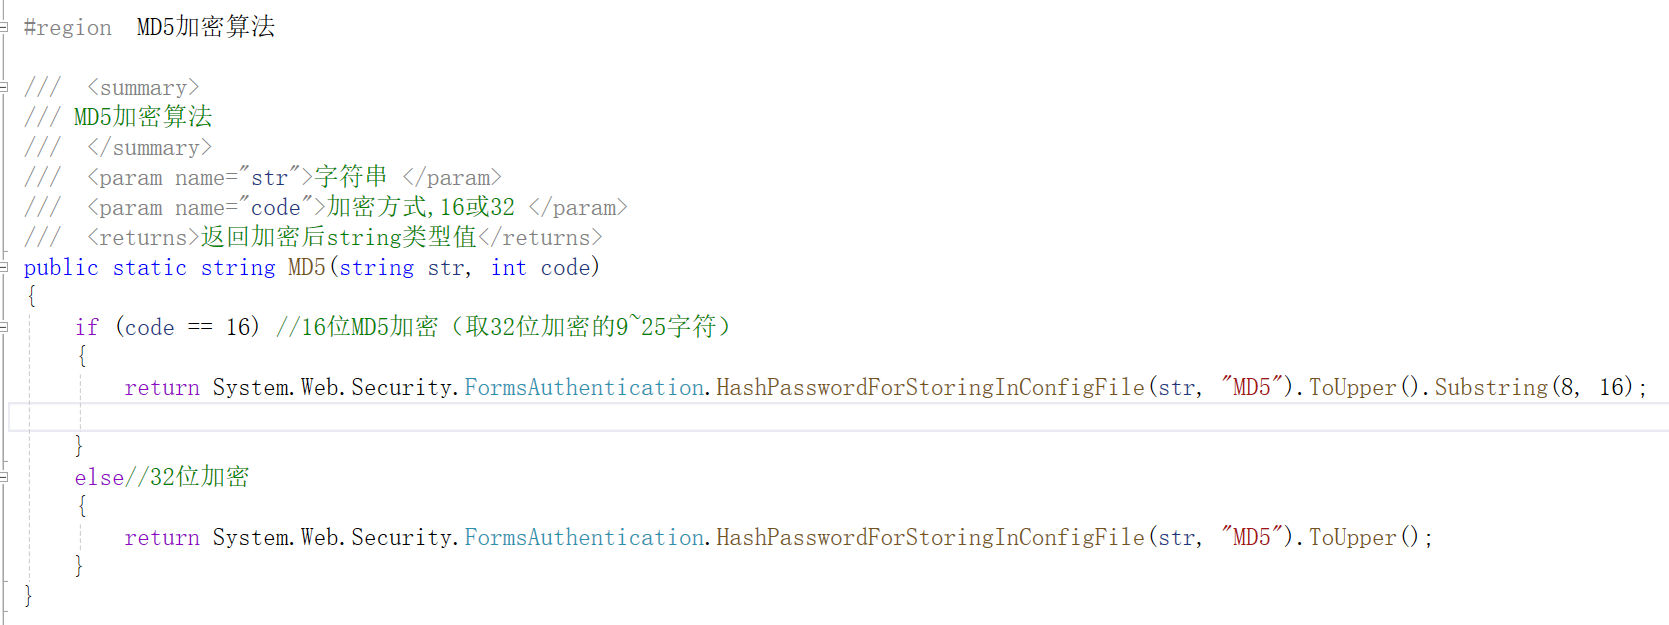 #region  MD5加密算法
///  <summary>
/// MD5加密算法
///  </summary>
///  <param name="str">字符串 </param>
///  <param name="code">加密方式,16或32 </param>
///  <returns>返回加密后string类型值</returns>
public static string MD5(string str, int code)
{
    if (code == 16) //16位MD5加密（取32位加密的9~25字符）
    {
        return System.Web.Security.FormsAuthentication.HashPasswordForStoringInConfigFile(str, "MD5").ToUpper().Substring(8, 16);
    }
    else//32位加密
    {
        return System.Web.Security.FormsAuthentication.HashPasswordForStoringInConfigFile(str, "MD5").ToUpper();
    }
}